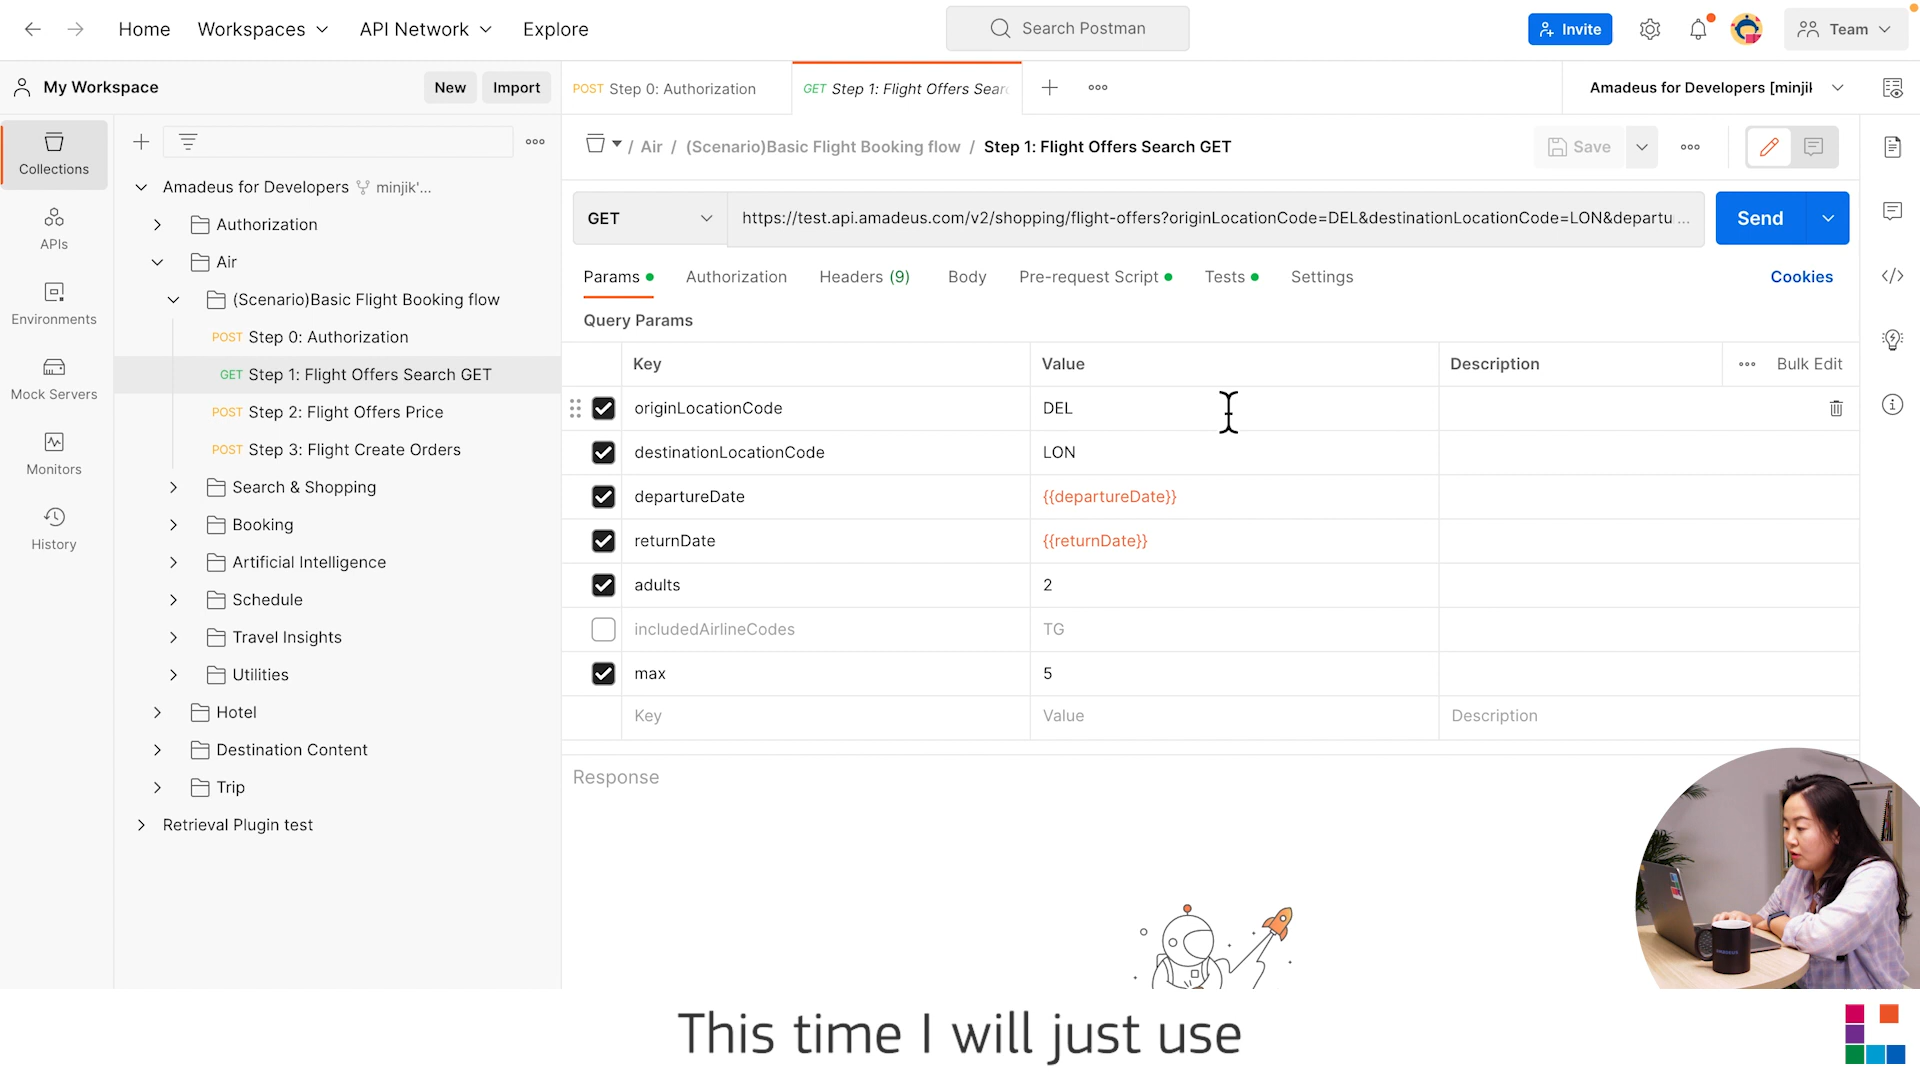 Home Workspaces API Network Explore Search Postman Invite Team
My Workspace New Import POST Step 0: Authorization GET Step 1: Flight Offers Sear Amadeus for Developers [minjil
Collections
APIs
Environments
Mock Servers
Monitors
History
Amadeus for Developers minjik'...
Authorization
Air
(Scenario)Basic Flight Booking flow
POST Step 0: Authorization
GET Step 1: Flight Offers Search GET
POST Step 2: Flight Offers Price
POST Step 3: Flight Create Orders
Search & Shopping
Booking
Artificial Intelligence
Schedule
Travel Insights
Utilities
Hotel
Destination Content
Trip
Retrieval Plugin test
/ Air / (Scenario)Basic Flight Booking flow / Step 1: Flight Offers Search GET Save
GET https://test.api.amadeus.com/v2/shopping/flight-offers?originLocationCode=DEL&destinationLocationCode=LON&departu ... Send
Params Authorization Headers (9) Body Pre-request Script Tests Settings Cookies
Query Params
Key Value Description Bulk Edit
originLocationCode DEL
destinationLocationCode LON
departureDate {{departureDate}}
returnDate {{returnDate}}
adults 2
includedAirlineCodes TG
max 5
Key Value Description
Response
This time I will just use